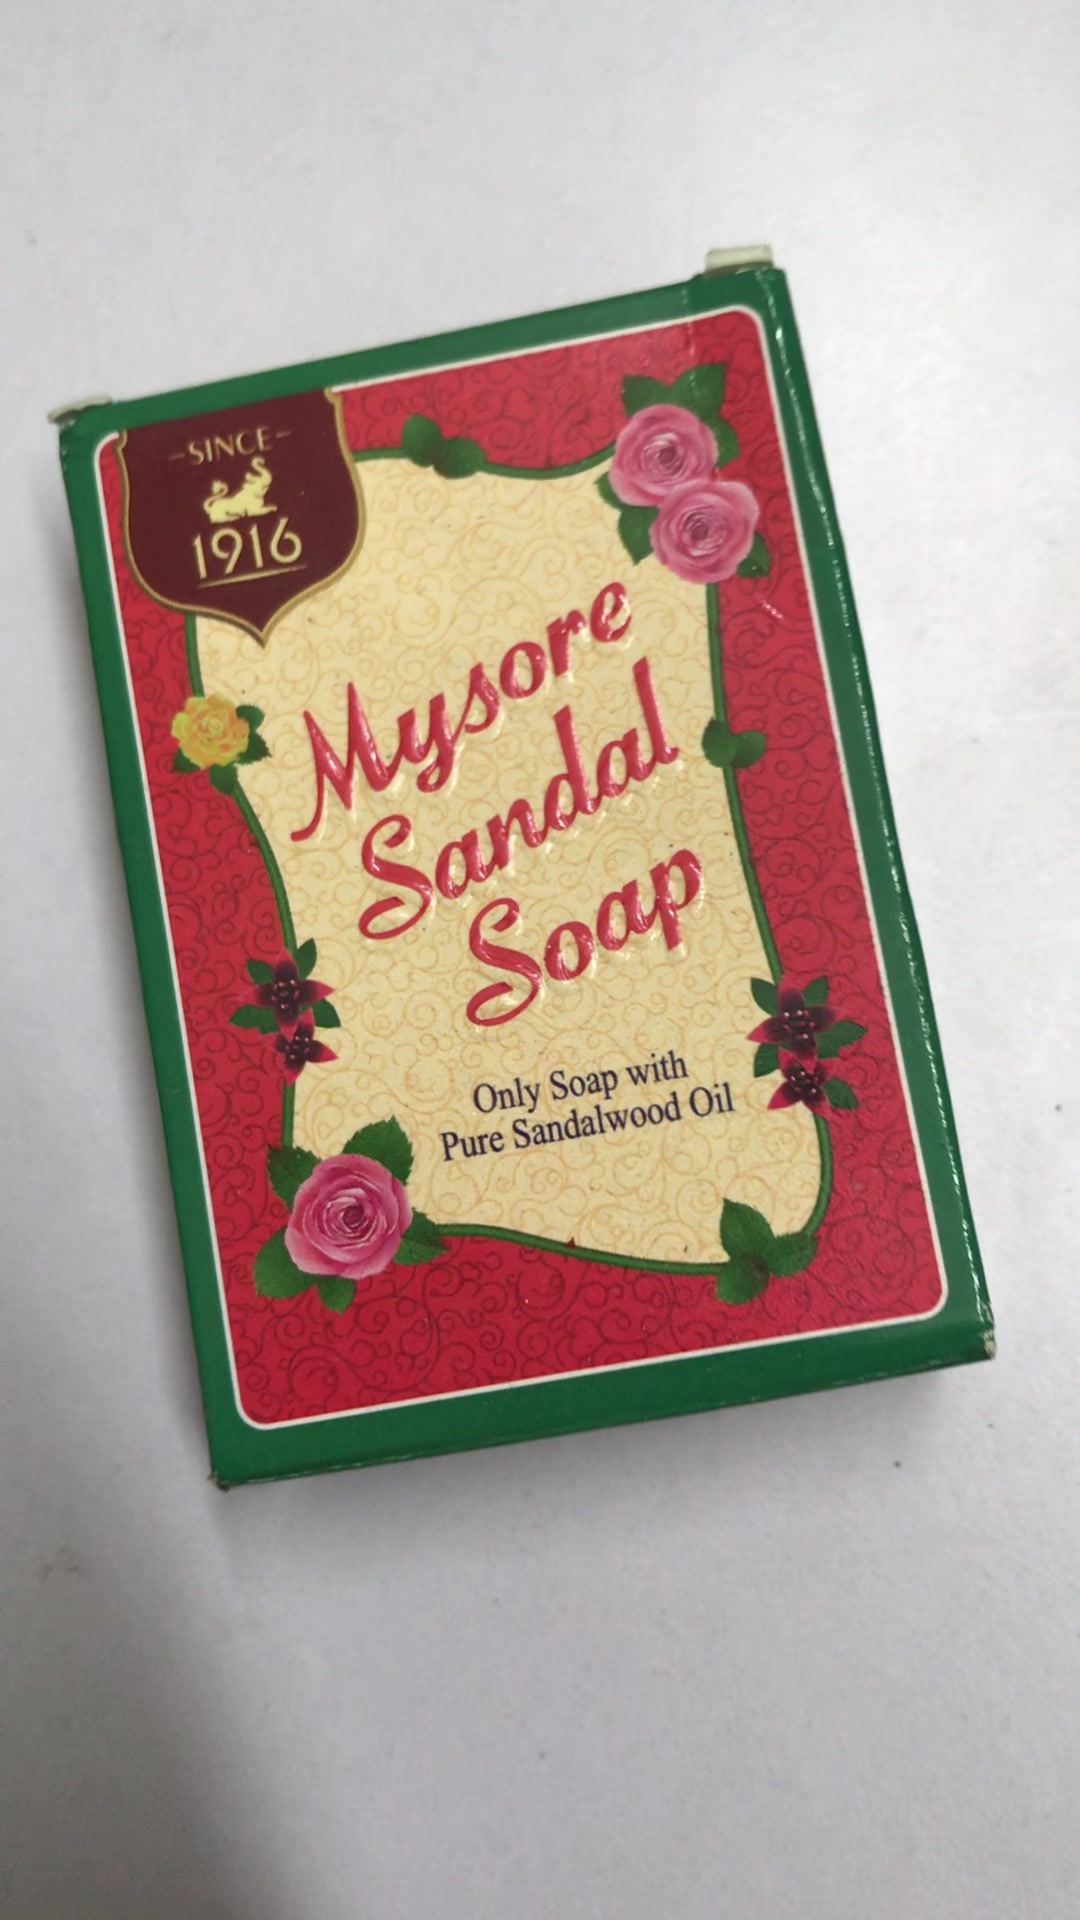 -SINCE-
1916
Mysore
Sandal
Soap
Only Soap with
Pure Sandalwood Oil